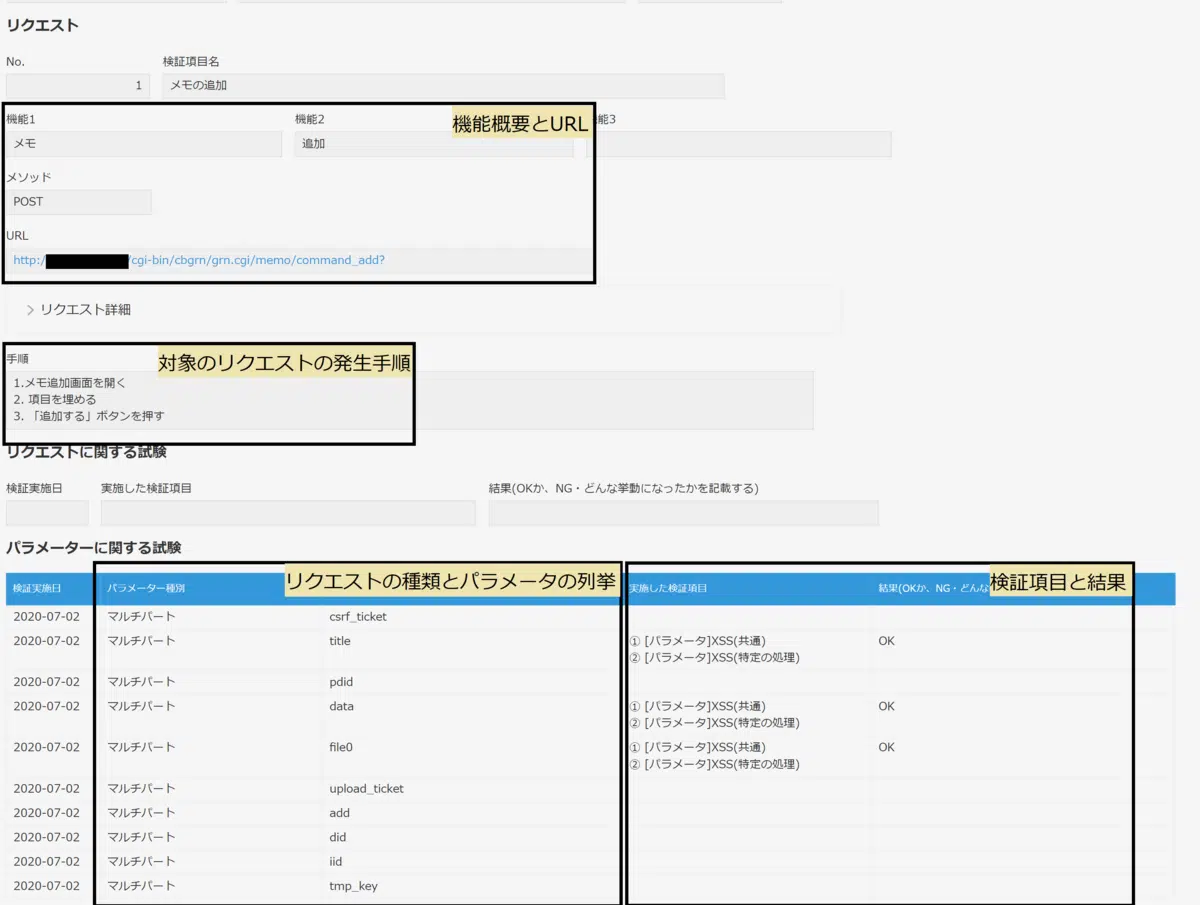 リクエスト
No. 検証項目名
1 メモの追加
機能1 機能2 機能概要とURL 能3
メモ 追加
メソッド
POST
URL
http:/ /cgi-bin/cbgrn/grn.cgi/memo/command_add?
> リクエスト詳細
手順 対象のリクエストの発生手順
1.メモ追加画面を開く
2. 項目を埋める
3. 「追加する」ボタンを押す
リクエストに関する試験
検証実施日 実施した検証項目 結果(OKか、NG・どんな挙動になったかを記載する)
パラメーターに関する試験
検証実施日 パラメーター種別 リクエストの種類とパラメータの列挙 実施した検証項目 結果(OKか、NG・どんな 検証項目と結果
2020-07-02 マルチパート csrf_ticket
2020-07-02 マルチパート title ① [パラメータ]XSS(共通) OK
② [パラメータ]XSS(特定の処理)
2020-07-02 マルチパート pdid
2020-07-02 マルチパート data ① [パラメータ]XSS(共通) OK
② [パラメータ]XSS(特定の処理)
2020-07-02 マルチパート file0 ① [パラメータ]XSS(共通) OK
② [パラメータ]XSS(特定の処理)
2020-07-02 マルチパート upload_ticket
2020-07-02 マルチパート add
2020-07-02 マルチパート did
2020-07-02 マルチパート iid
2020-07-02 マルチパート tmp_key